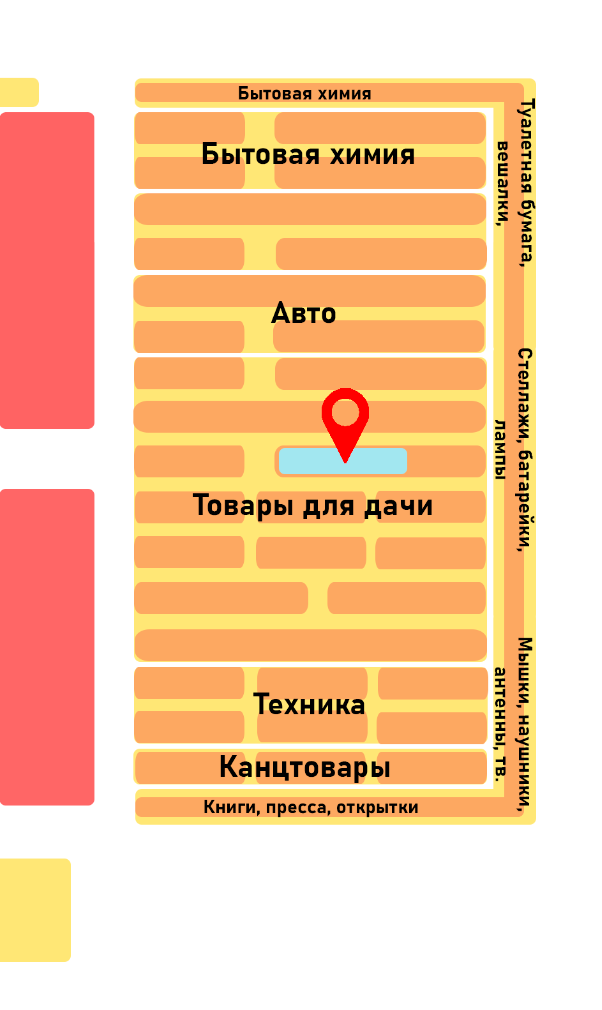 Бытовая химия
Бытовая химия
Туалетная бумага,
вешалки,
Авто
Стеллажи, батарейки,
лампы
Товары для дачи
Мышки, наушники,
антенны, тв.
Техника
Канцтовары
Книги, пресса, открытки